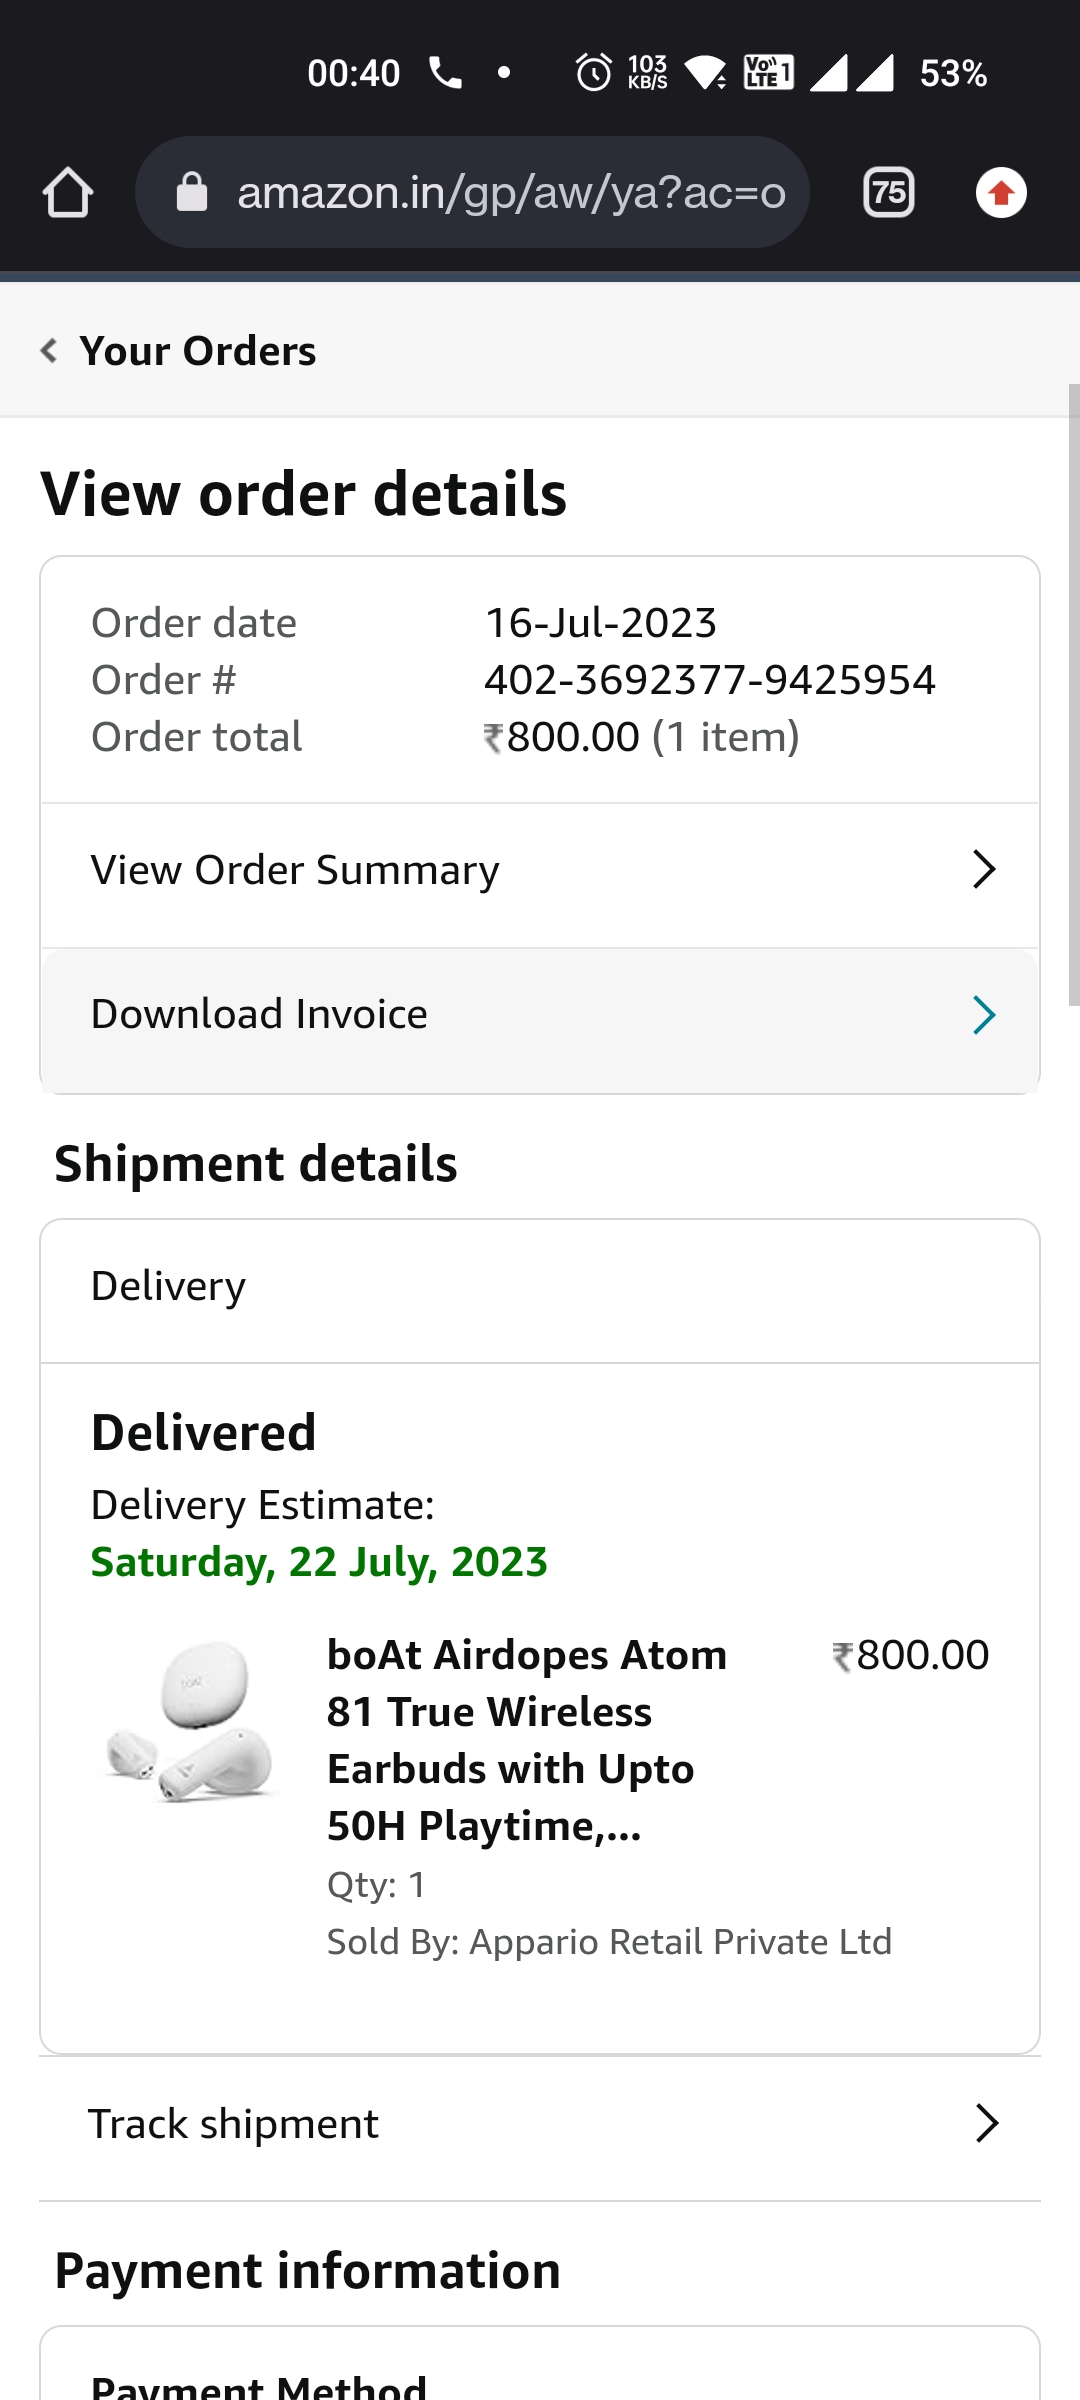 00:40 103 KB/S Vo)) LTE 1 53%
amazon.in/gp/aw/ya?ac=o 75
Your Orders
View order details
Order date 16-Jul-2023
Order # 402-3692377-9425954
Order total ₹800.00 (1 item)
View Order Summary
Download Invoice
Shipment details
Delivery
Delivered
Delivery Estimate:
Saturday, 22 July, 2023
boAt Airdopes Atom ₹800.00
81 True Wireless
Earbuds with Upto
50H Playtime,...
Qty: 1
Sold By: Appario Retail Private Ltd
Track shipment
Payment information
Payment Method